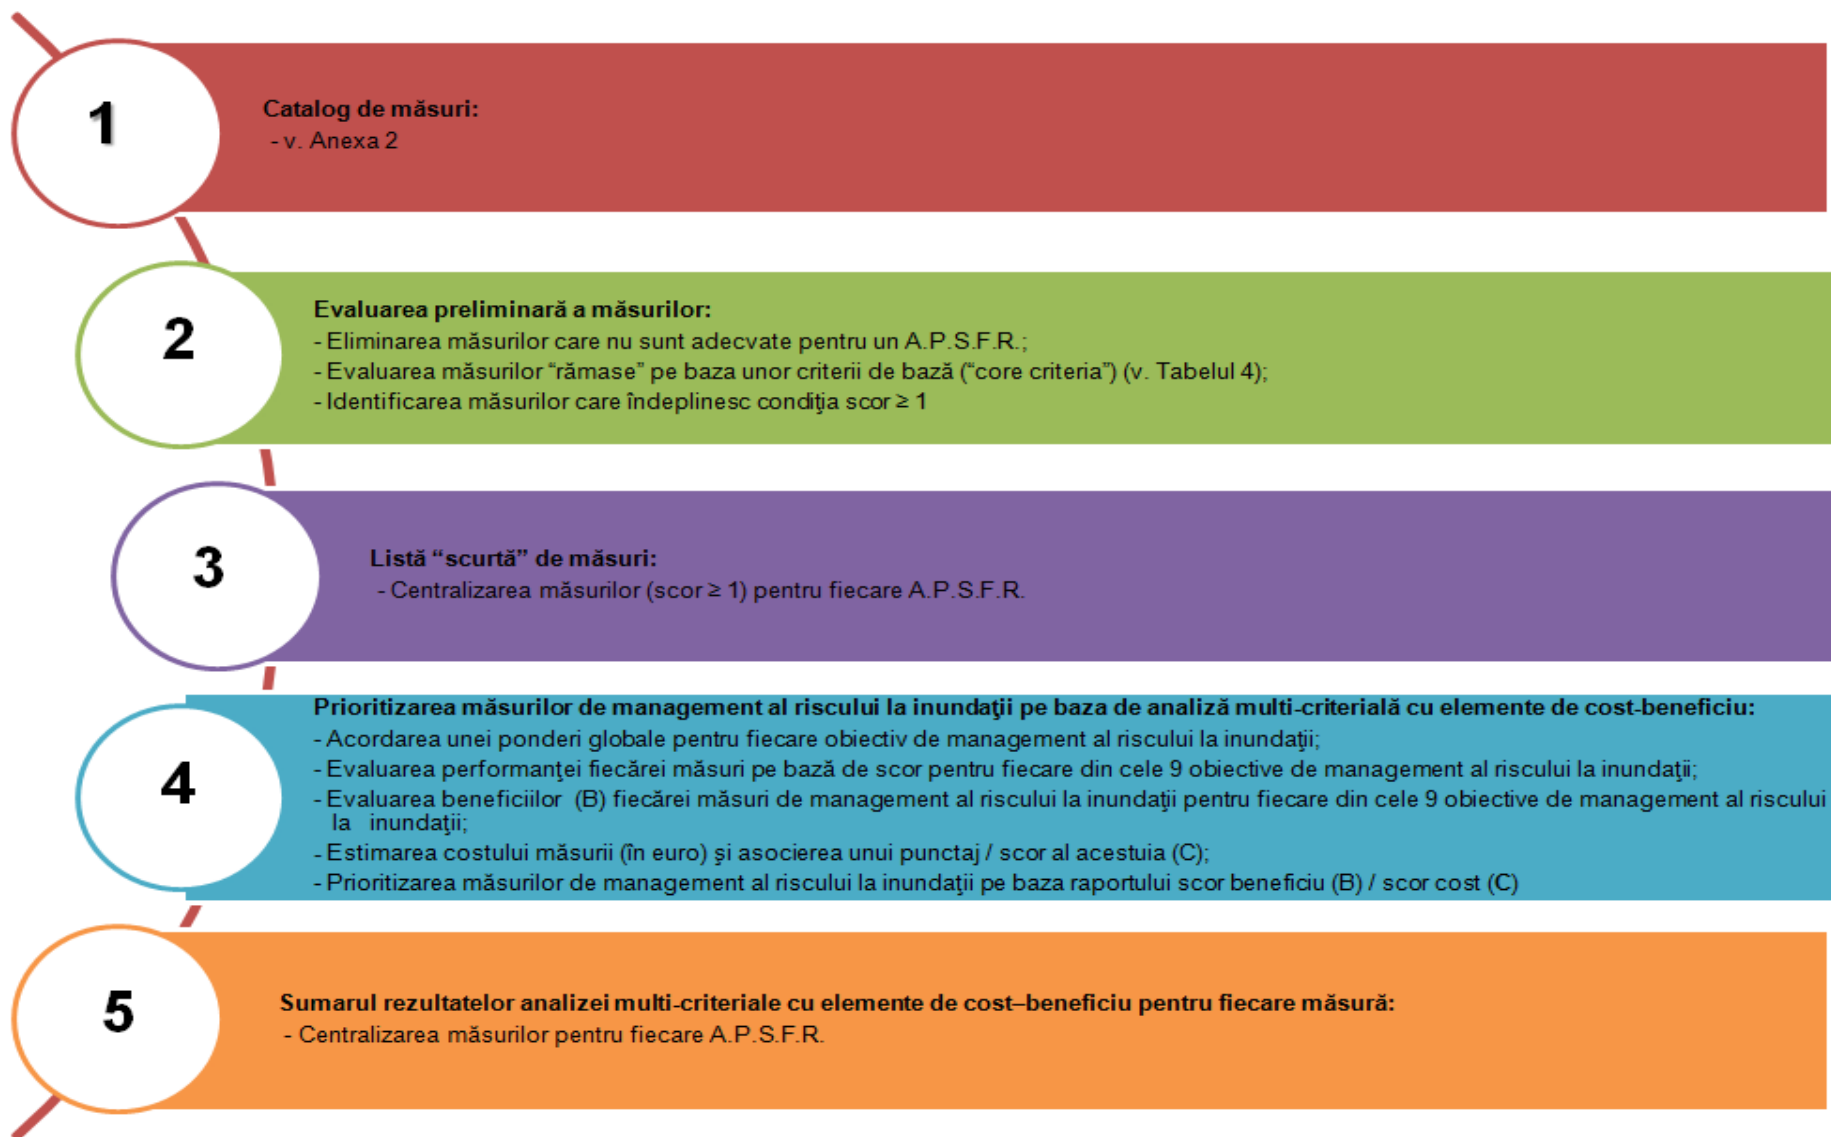 1
Catalog de măsuri:
- v. Anexa 2
2
Evaluarea preliminară a măsurilor:
- Eliminarea măsurilor care nu sunt adecvate pentru un A.P.S.F.R.;
- Evaluarea măsurilor “rămase” pe baza unor criterii de bază (“core criteria”) (v. Tabelul 4);
- Identificarea măsurilor care îndeplinesc condiţia scor ≥ 1
3
Listă “scurtă” de măsuri:
- Centralizarea măsurilor (scor ≥ 1) pentru fiecare A.P.S.F.R.
4
Prioritizarea măsurilor de management al riscului la inundaţii pe baza de analiză multi-criterială cu elemente de cost-beneficiu:
- Acordarea unei ponderi globale pentru fiecare obiectiv de management al riscului la inundaţii;
- Evaluarea performanţei fiecărei măsuri pe bază de scor pentru fiecare din cele 9 obiective de management al riscului la inundaţii;
- Evaluarea beneficiilor (B) fiecărei măsuri de management al riscului la inundaţii pentru fiecare din cele 9 obiective de management al riscului
la inundaţii;
- Estimarea costului măsurii (în euro) şi asocierea unui punctaj / scor al acestuia (C);
- Prioritizarea măsurilor de management al riscului la inundaţii pe baza raportului scor beneficiu (B) / scor cost (C)
5
Sumarul rezultatelor analizei multi-criteriale cu elemente de cost–beneficiu pentru fiecare măsură:
- Centralizarea măsurilor pentru fiecare A.P.S.F.R.